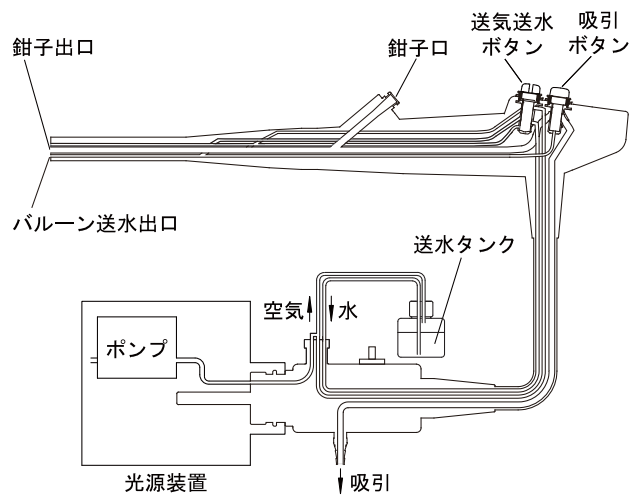 送気送水
ボタン
吸引
ボタン
鉗子出口
鉗子口
バルーン送水出口
送水タンク
空気
水
ポンプ
光源装置
吸引